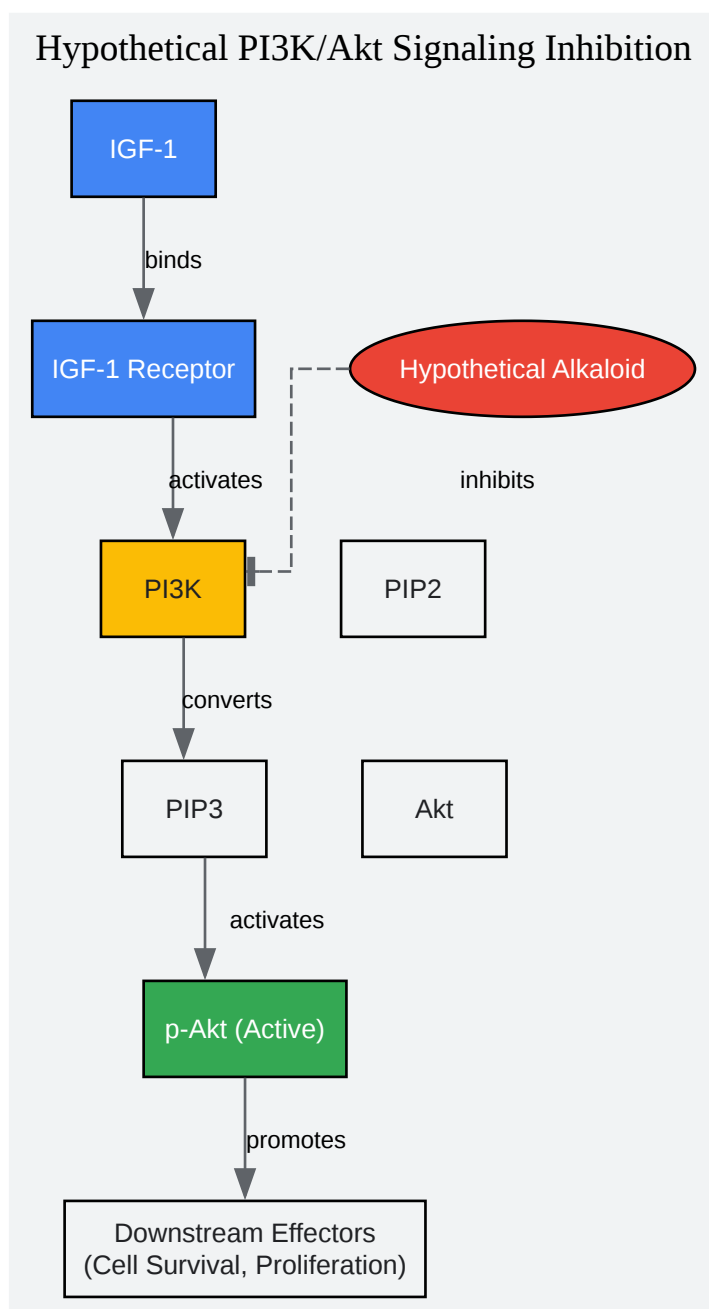 Hypothetical PI3K/Akt Signaling Inhibition
IGF-1
binds
IGF-1 Receptor
Hypothetical Alkaloid
activates
inhibits
PI3K
PIP2
converts
PIP3
Akt
activates
p-Akt (Active)
promotes
Downstream Effectors
(Cell Survival, Proliferation)